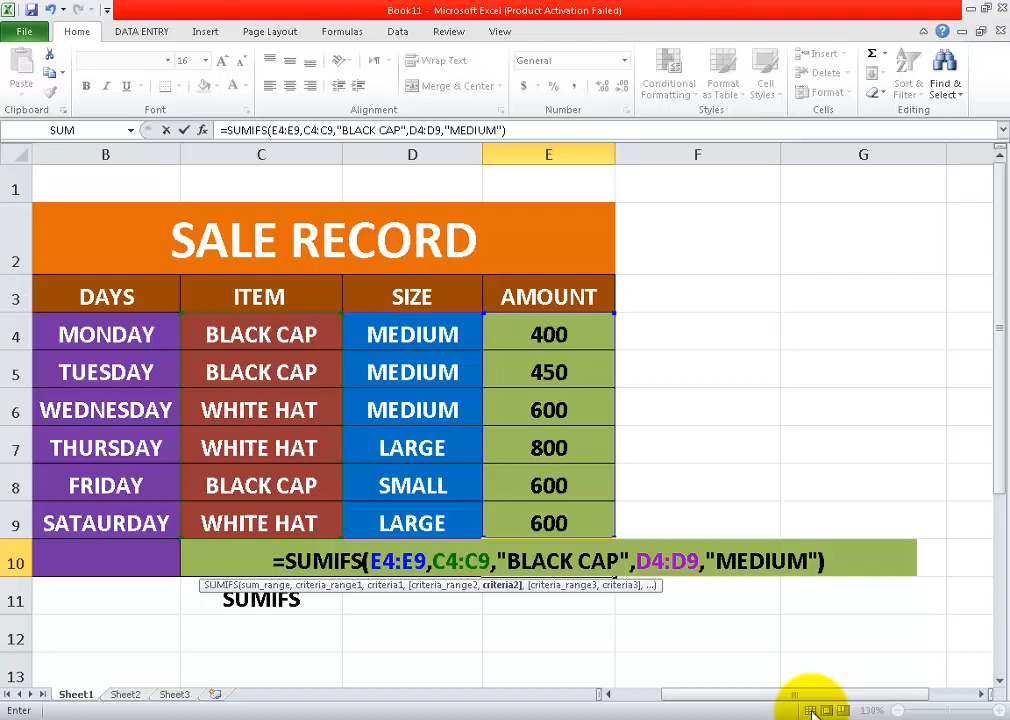 Book11 - Microsoft Excel (Product Activation Failed)
File Home DATA ENTRY Insert Page Layout Formulas Data Review View
Paste
16
Wrap Text
Merge & Center
General
Conditional Formatting
Format as Table
Cell Styles
Insert
Delete
Format
Sort & Filter
Find & Select
Clipboard Font Alignment Number Styles Cells Editing
SUM =SUMIFS(E4:E9,C4:C9,"BLACK CAP",D4:D9,"MEDIUM")
B C D E F G
1
2 SALE RECORD
3 DAYS ITEM SIZE AMOUNT
4 MONDAY BLACK CAP MEDIUM 400
5 TUESDAY BLACK CAP MEDIUM 450
6 WEDNESDAY WHITE HAT MEDIUM 600
7 THURSDAY WHITE HAT LARGE 800
8 FRIDAY BLACK CAP SMALL 600
9 SATAURDAY WHITE HAT LARGE 600
10 =SUMIFS(E4:E9,C4:C9,"BLACK CAP",D4:D9,"MEDIUM")
SUMIFS(sum_range, criteria_range1, criteria1, [criteria_range2, criteria2], [criteria_range3, criteria3], ...)
11 SUMIFS
12
13
Sheet1 Sheet2 Sheet3
Enter 130%